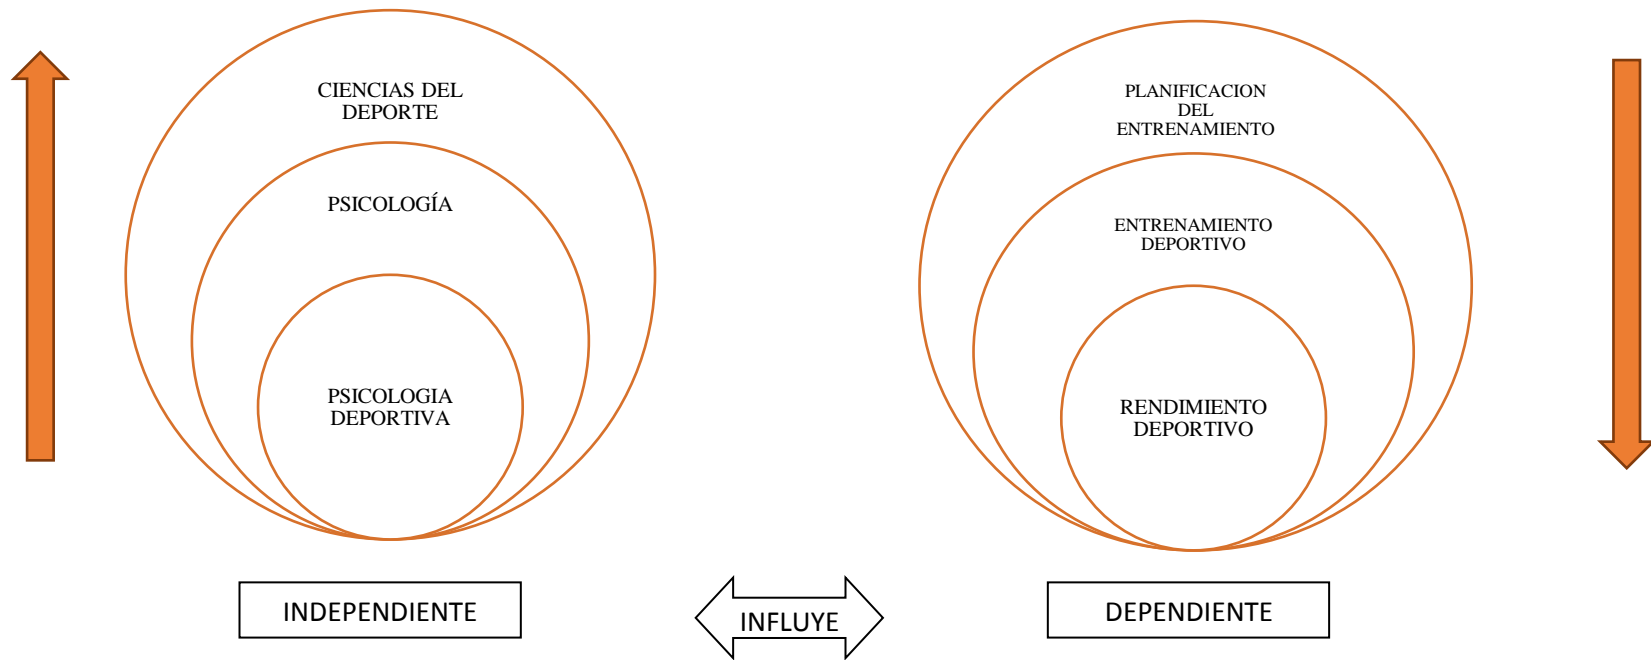 CIENCIAS DEL
DEPORTE
PSICOLOGÍA
PSICOLOGIA
DEPORTIVA
PLANIFICACION
DEL
ENTRENAMIENTO
ENTRENAMIENTO
DEPORTIVO
RENDIMIENTO
DEPORTIVO
INDEPENDIENTE
INFLUYE
DEPENDIENTE